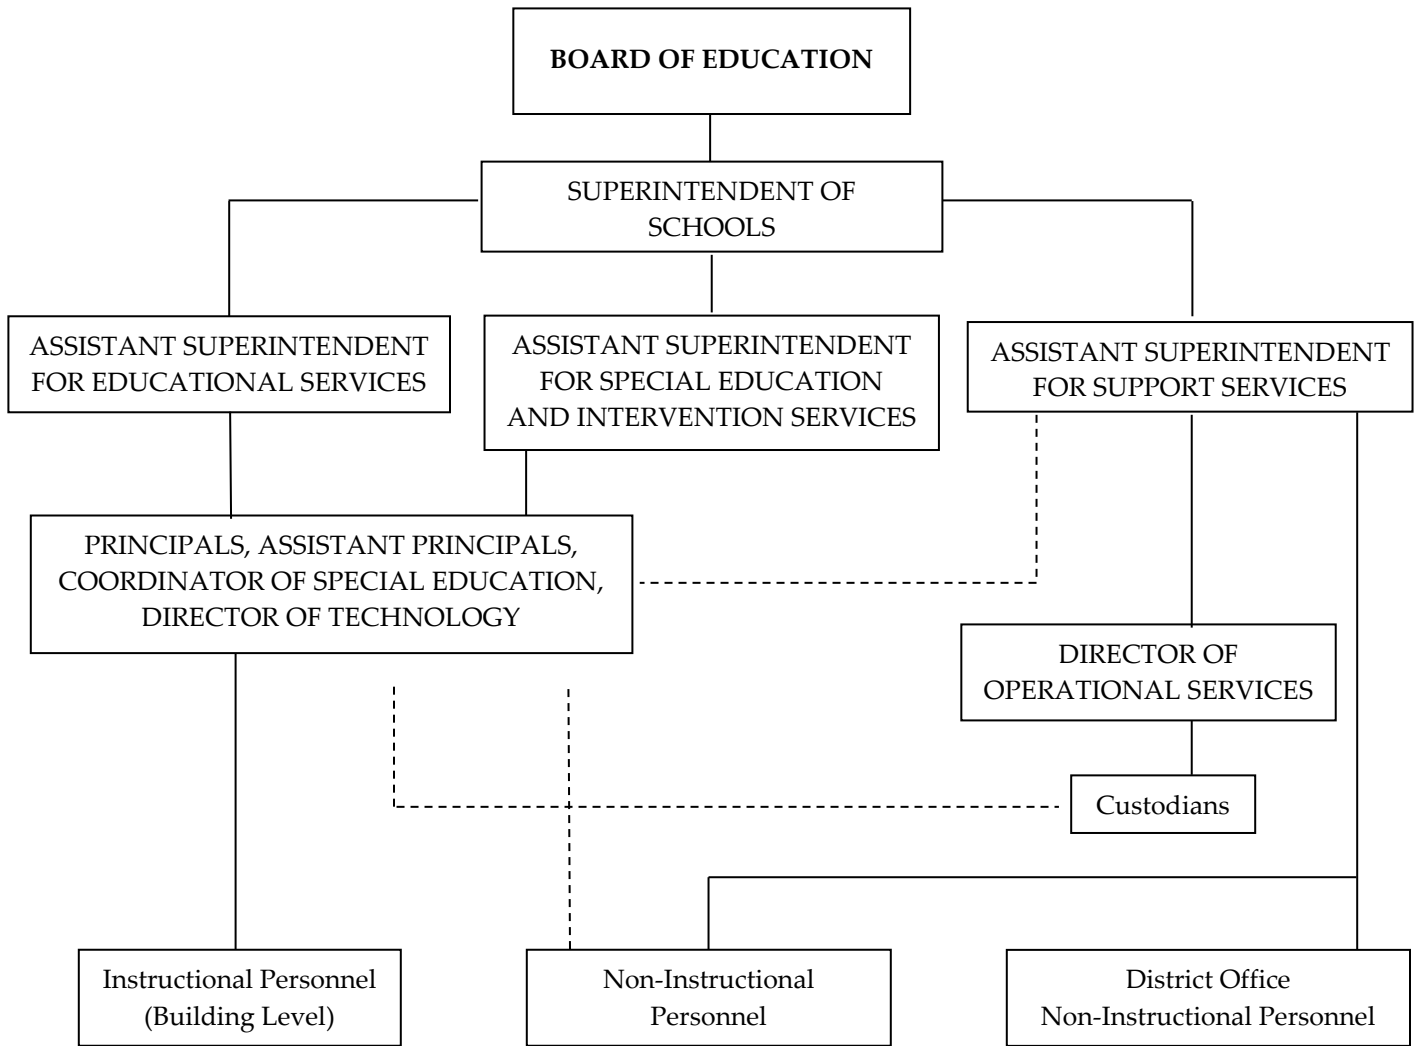 BOARD OF EDUCATION
SUPERINTENDENT OF
SCHOOLS
ASSISTANT SUPERINTENDENT
FOR EDUCATIONAL SERVICES
ASSISTANT SUPERINTENDENT
FOR SPECIAL EDUCATION
AND INTERVENTION SERVICES
ASSISTANT SUPERINTENDENT
FOR SUPPORT SERVICES
PRINCIPALS, ASSISTANT PRINCIPALS,
COORDINATOR OF SPECIAL EDUCATION,
DIRECTOR OF TECHNOLOGY
DIRECTOR OF
OPERATIONAL SERVICES
Custodians
Instructional Personnel
(Building Level)
Non-Instructional
Personnel
District Office
Non-Instructional Personnel